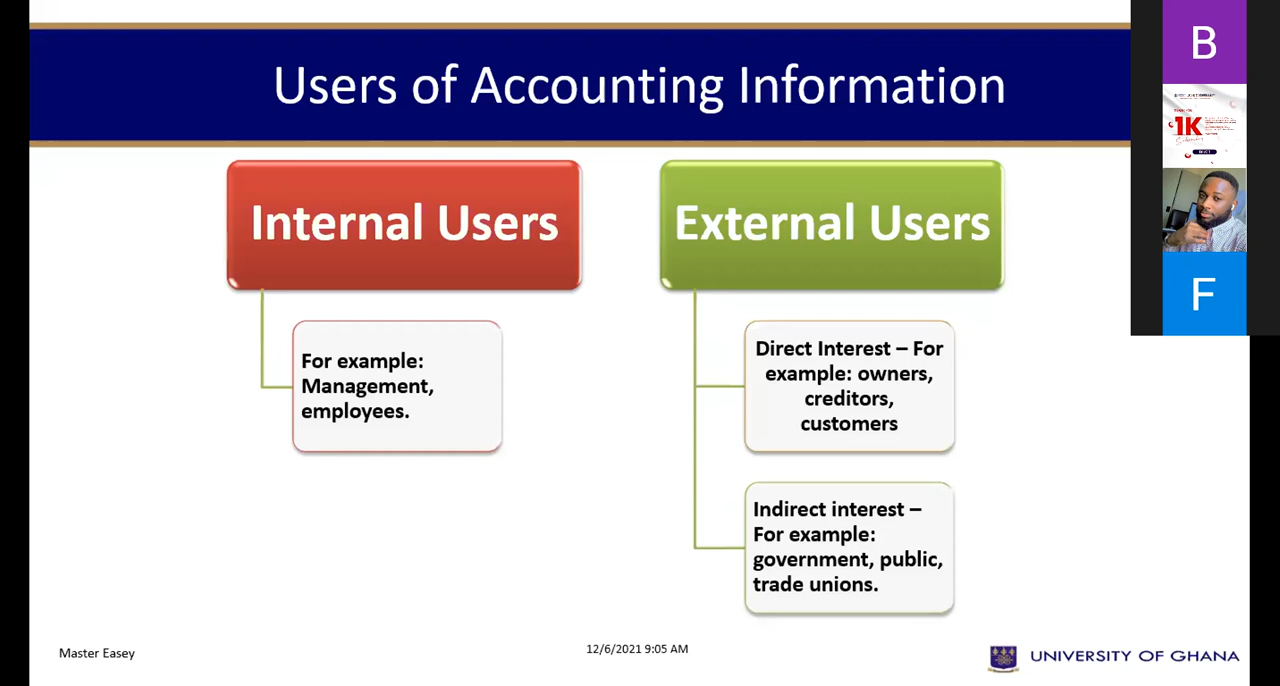 Users of Accounting Information
Internal Users
For example:
Management,
employees.
External Users
Direct Interest – For
example: owners,
creditors,
customers
Indirect interest –
For example:
government, public,
trade unions.
Master Easey
12/6/2021 9:05 AM
UNIVERSITY OF GHANA
B
1K
F